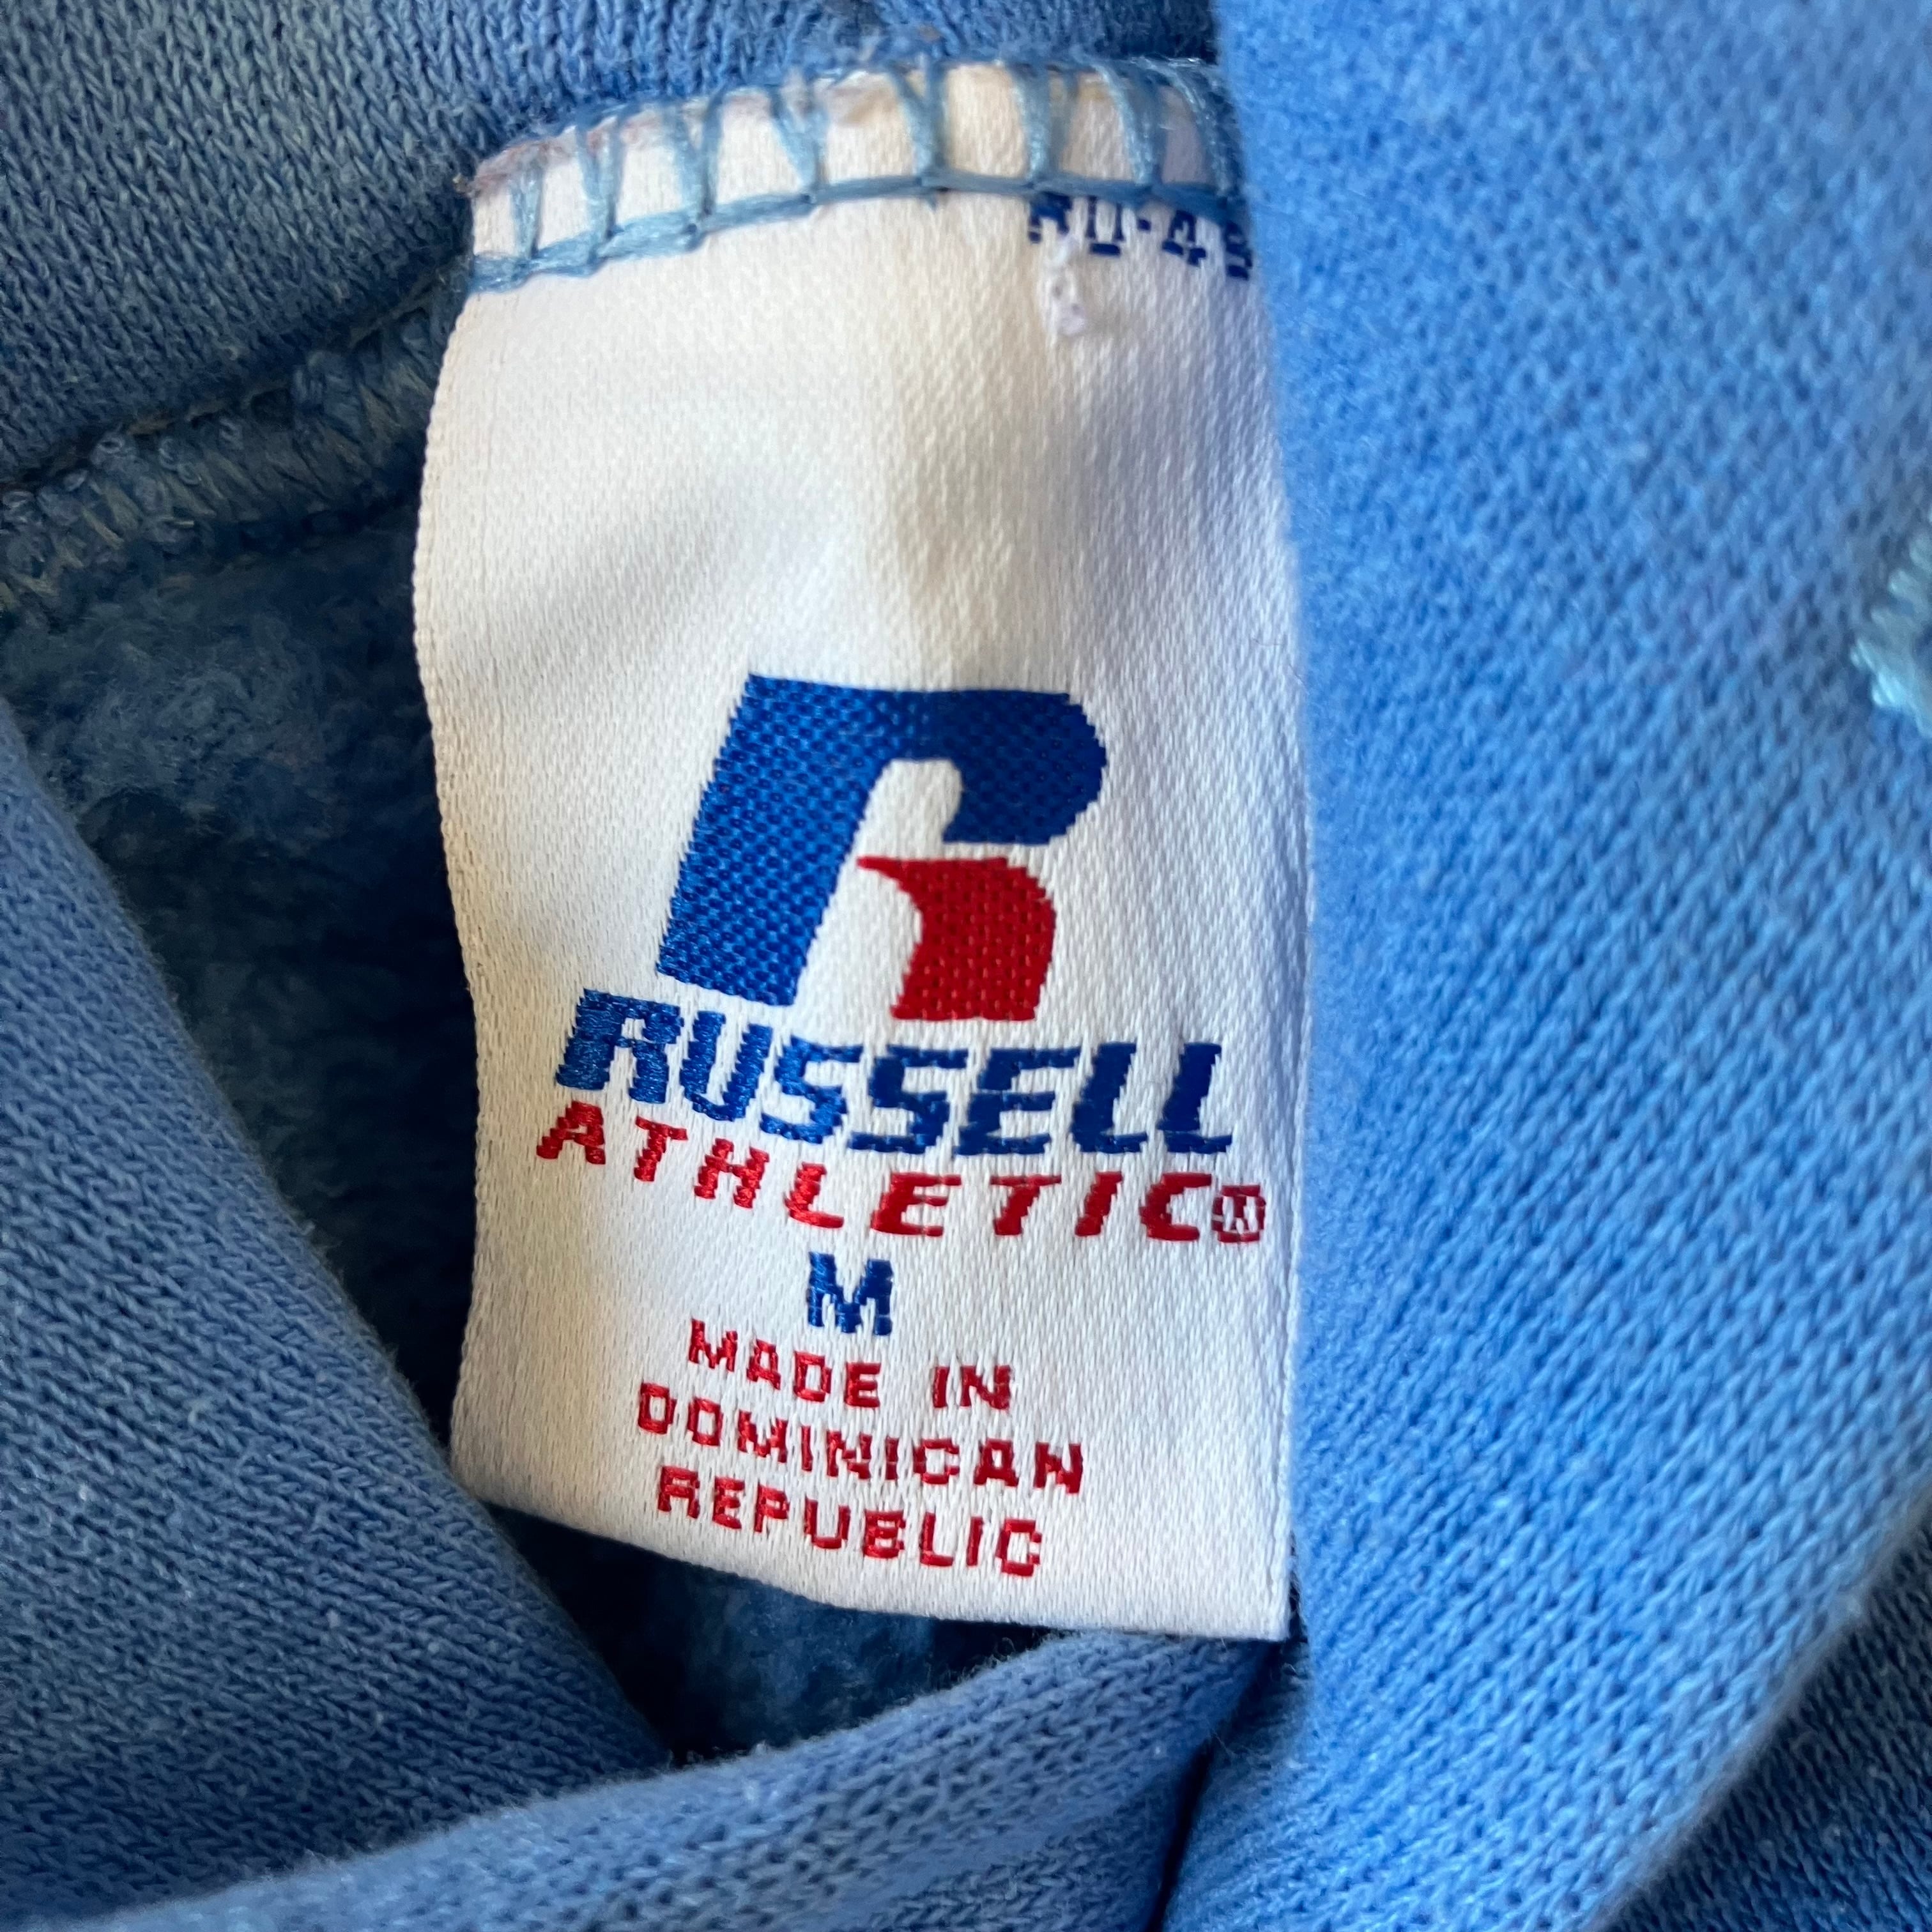 RUSSELL
ATHLETIC®
M
MADE IN
DOMINICAN
REPUBLIC